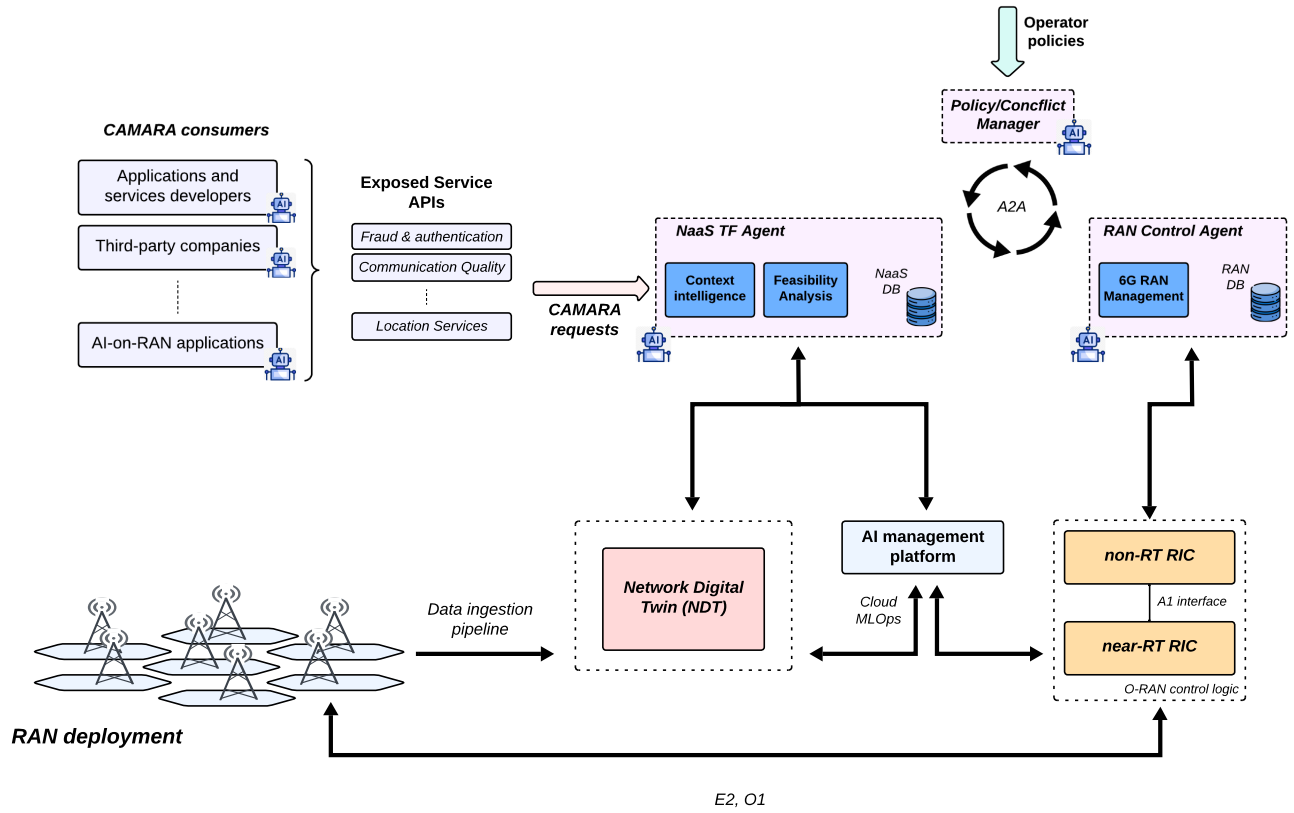 Operator
policies
Policy/Concflict
Manager
AI
A2A
CAMARA consumers
Applications and
services developers
AI
Third-party companies
AI
AI-on-RAN applications
AI
Exposed Service
APIs
Fraud & authentication
Communication Quality
Location Services
CAMARA
requests
NaaS TF Agent
Context
intelligence
Feasibility
Analysis
NaaS
DB
AI
RAN Control Agent
6G RAN
Management
RAN
DB
AI
Network Digital
Twin (NDT)
AI management
platform
Cloud
MLOps
non-RT RIC
A1 interface
near-RT RIC
O-RAN control logic
Data ingestion
pipeline
RAN deployment
E2, O1